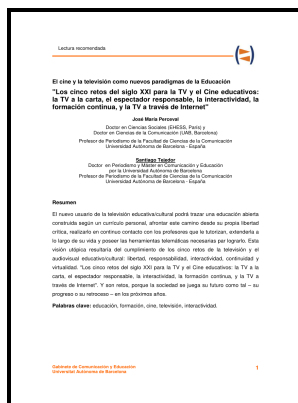 Lectura recomendada
El cine y la televisión como nuevos paradigmas de la Educación
"Los cinco retos del siglo XXI para la TV y el Cine educativos:
la TV a la carta, el espectador responsable, la interactividad, la
formación continua, y la TV a través de Internet"
José María Perceval
Doctor en Ciencias Sociales (EHESS, París) y
Doctor en Ciencias de la Comunicación (UAB, Barcelona)
Profesor de Periodismo de la Facultad de Ciencias de la Comunicación
Universidad Autónoma de Barcelona - España
Santiago Tejedor
Doctor en Periodismo y Máster en Comunicación y Educación
por la Universidad Autónoma de Barcelona
Profesor de Periodismo de la Facultad de Ciencias de la Comunicación
Universidad Autónoma de Barcelona - España
Resumen
El nuevo usuario de la televisión educativa/cultural podrá trazar una educación abierta
construida según un currículo personal, afrontar este camino desde su propia libertad
crítica, realizarlo en continuo contacto con los profesores que le tutorizan, extenderla a
lo largo de su vida y poseer las herramientas telemáticas necesarias par lograrlo. Esta
visión utópica resultaría del cumplimiento de los cinco retos de la televisión y el
audiovisual educativo/cultural: libertad, responsabilidad, interactividad, continuidad y
virtualidad. "Los cinco retos del siglo XXI para la TV y el Cine educativos: la TV a la
carta, el espectador responsable, la interactividad, la formación continua, y la TV a
través de Internet". Y son retos, porque la sociedad se juega su futuro como tal – su
progreso o su retroceso – en los próximos años.
Palabras clave: educación, formación, cine, televisión, interactividad.
Gabinete de Comunicación y Educación
Universitat Autònoma de Barcelona.
1